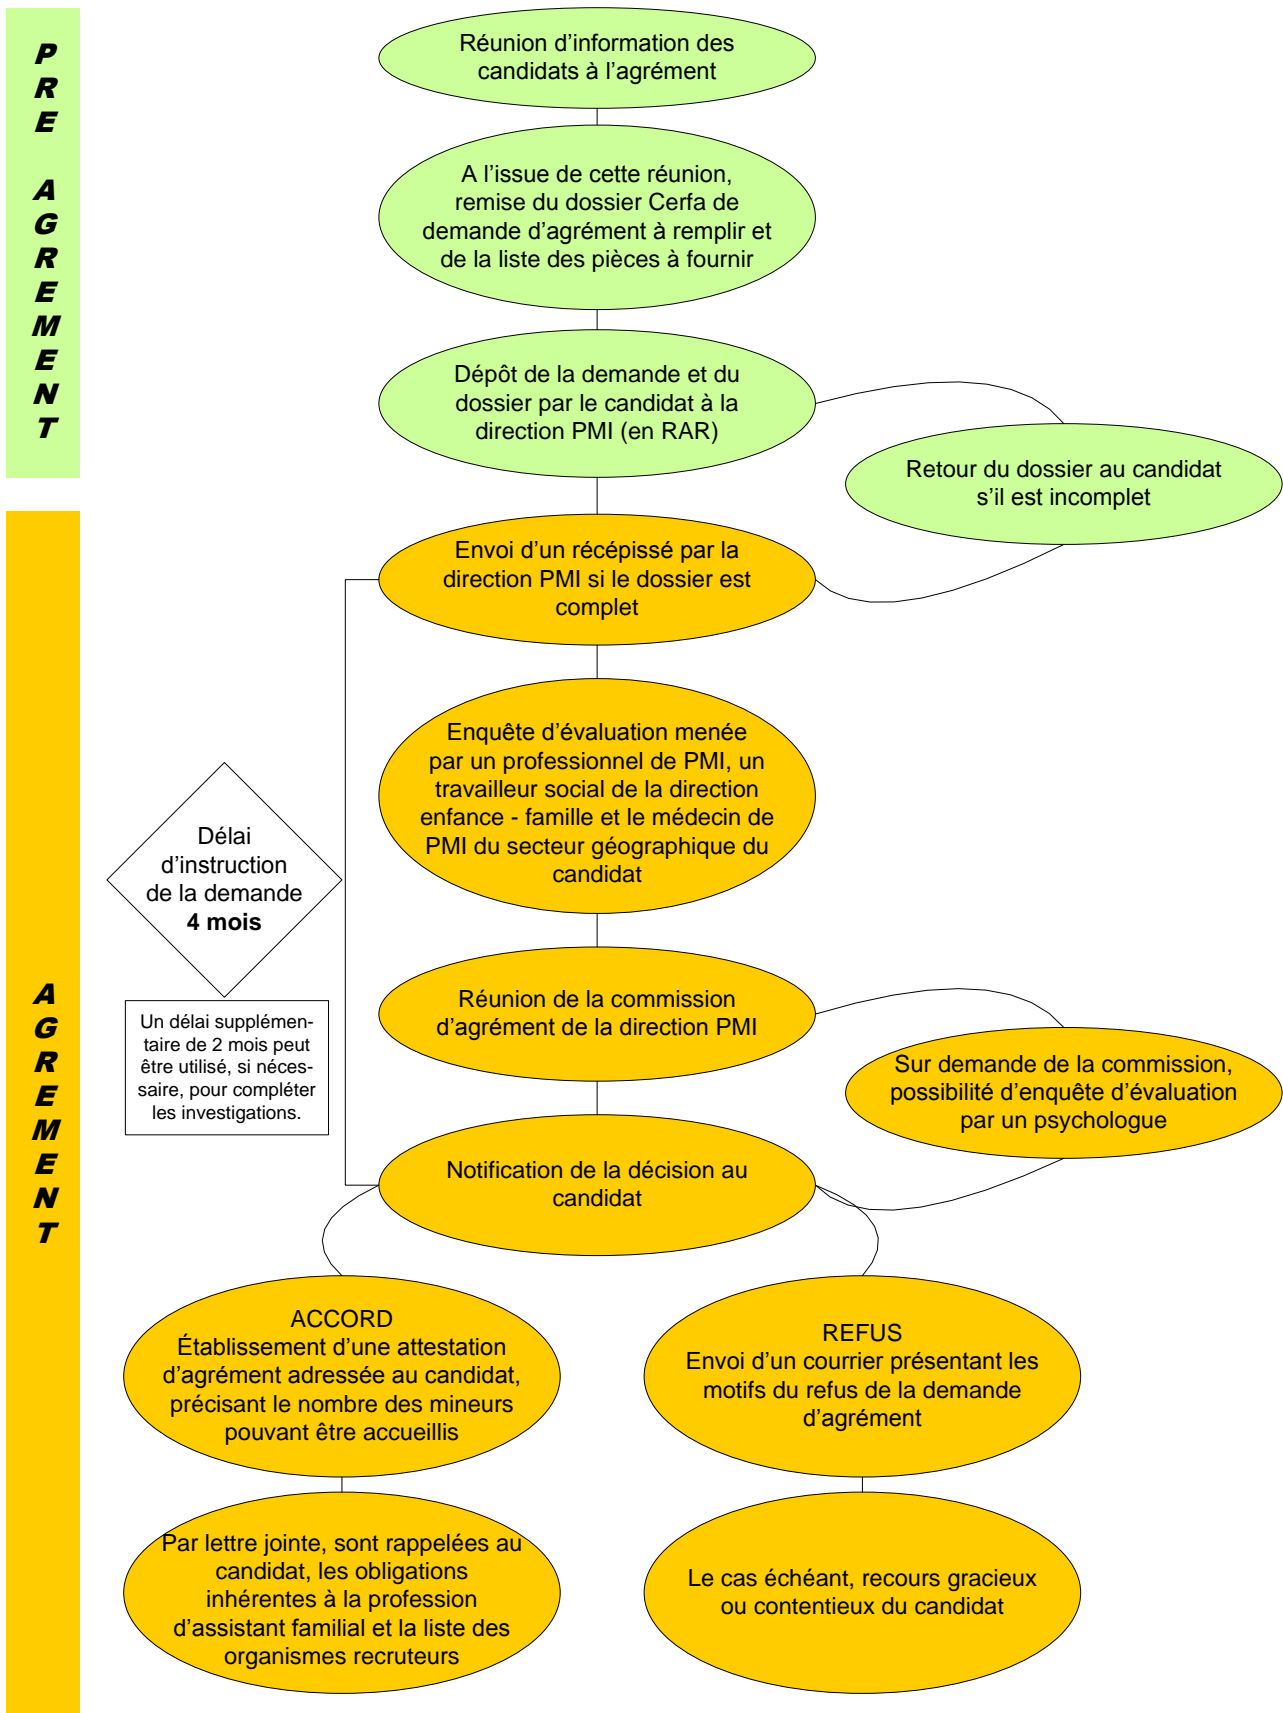 PRE AGREMENT
Réunion d'information des
candidats à l'agrément
A l'issue de cette réunion,
remise du dossier Cerfa de
demande d'agrément à remplir et
de la liste des pièces à fournir
Dépôt de la demande et du
dossier par le candidat à la
direction PMI (en RAR)
Retour du dossier au candidat
s'il est incomplet
AGREMENT
Envoi d'un récépissé par la
direction PMI si le dossier est
complet
Enquête d'évaluation menée
par un professionnel de PMI, un
travailleur social de la direction
enfance - famille et le médecin de
PMI du secteur géographique du
candidat
Délai
d'instruction
de la demande
4 mois
Un délai supplémen-
taire de 2 mois peut
être utilisé, si néces-
saire, pour compléter
les investigations.
Réunion de la commission
d'agrément de la direction PMI
Sur demande de la commission,
possibilité d'enquête d'évaluation
par un psychologue
Notification de la décision au
candidat
ACCORD
Établissement d'une attestation
d'agrément adressée au candidat,
précisant le nombre des mineurs
pouvant être accueillis
REFUS
Envoi d'un courrier présentant les
motifs du refus de la demande
d'agrément
Par lettre jointe, sont rappelées au
candidat, les obligations
inhérentes à la profession
d'assistant familial et la liste des
organismes recruteurs
Le cas échéant, recours gracieux
ou contentieux du candidat